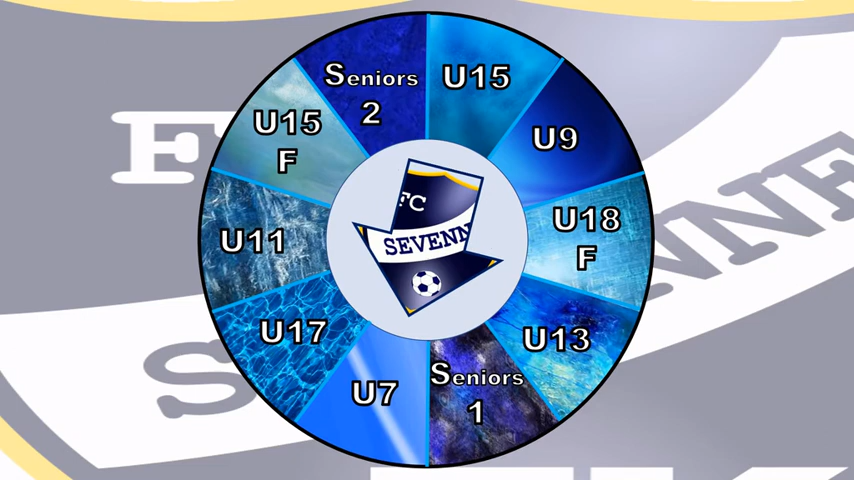 Seniors
2
U15
U15
F
U9
FC
SEVENN
U11
U18
F
U17
U13
U7
Seniors
1